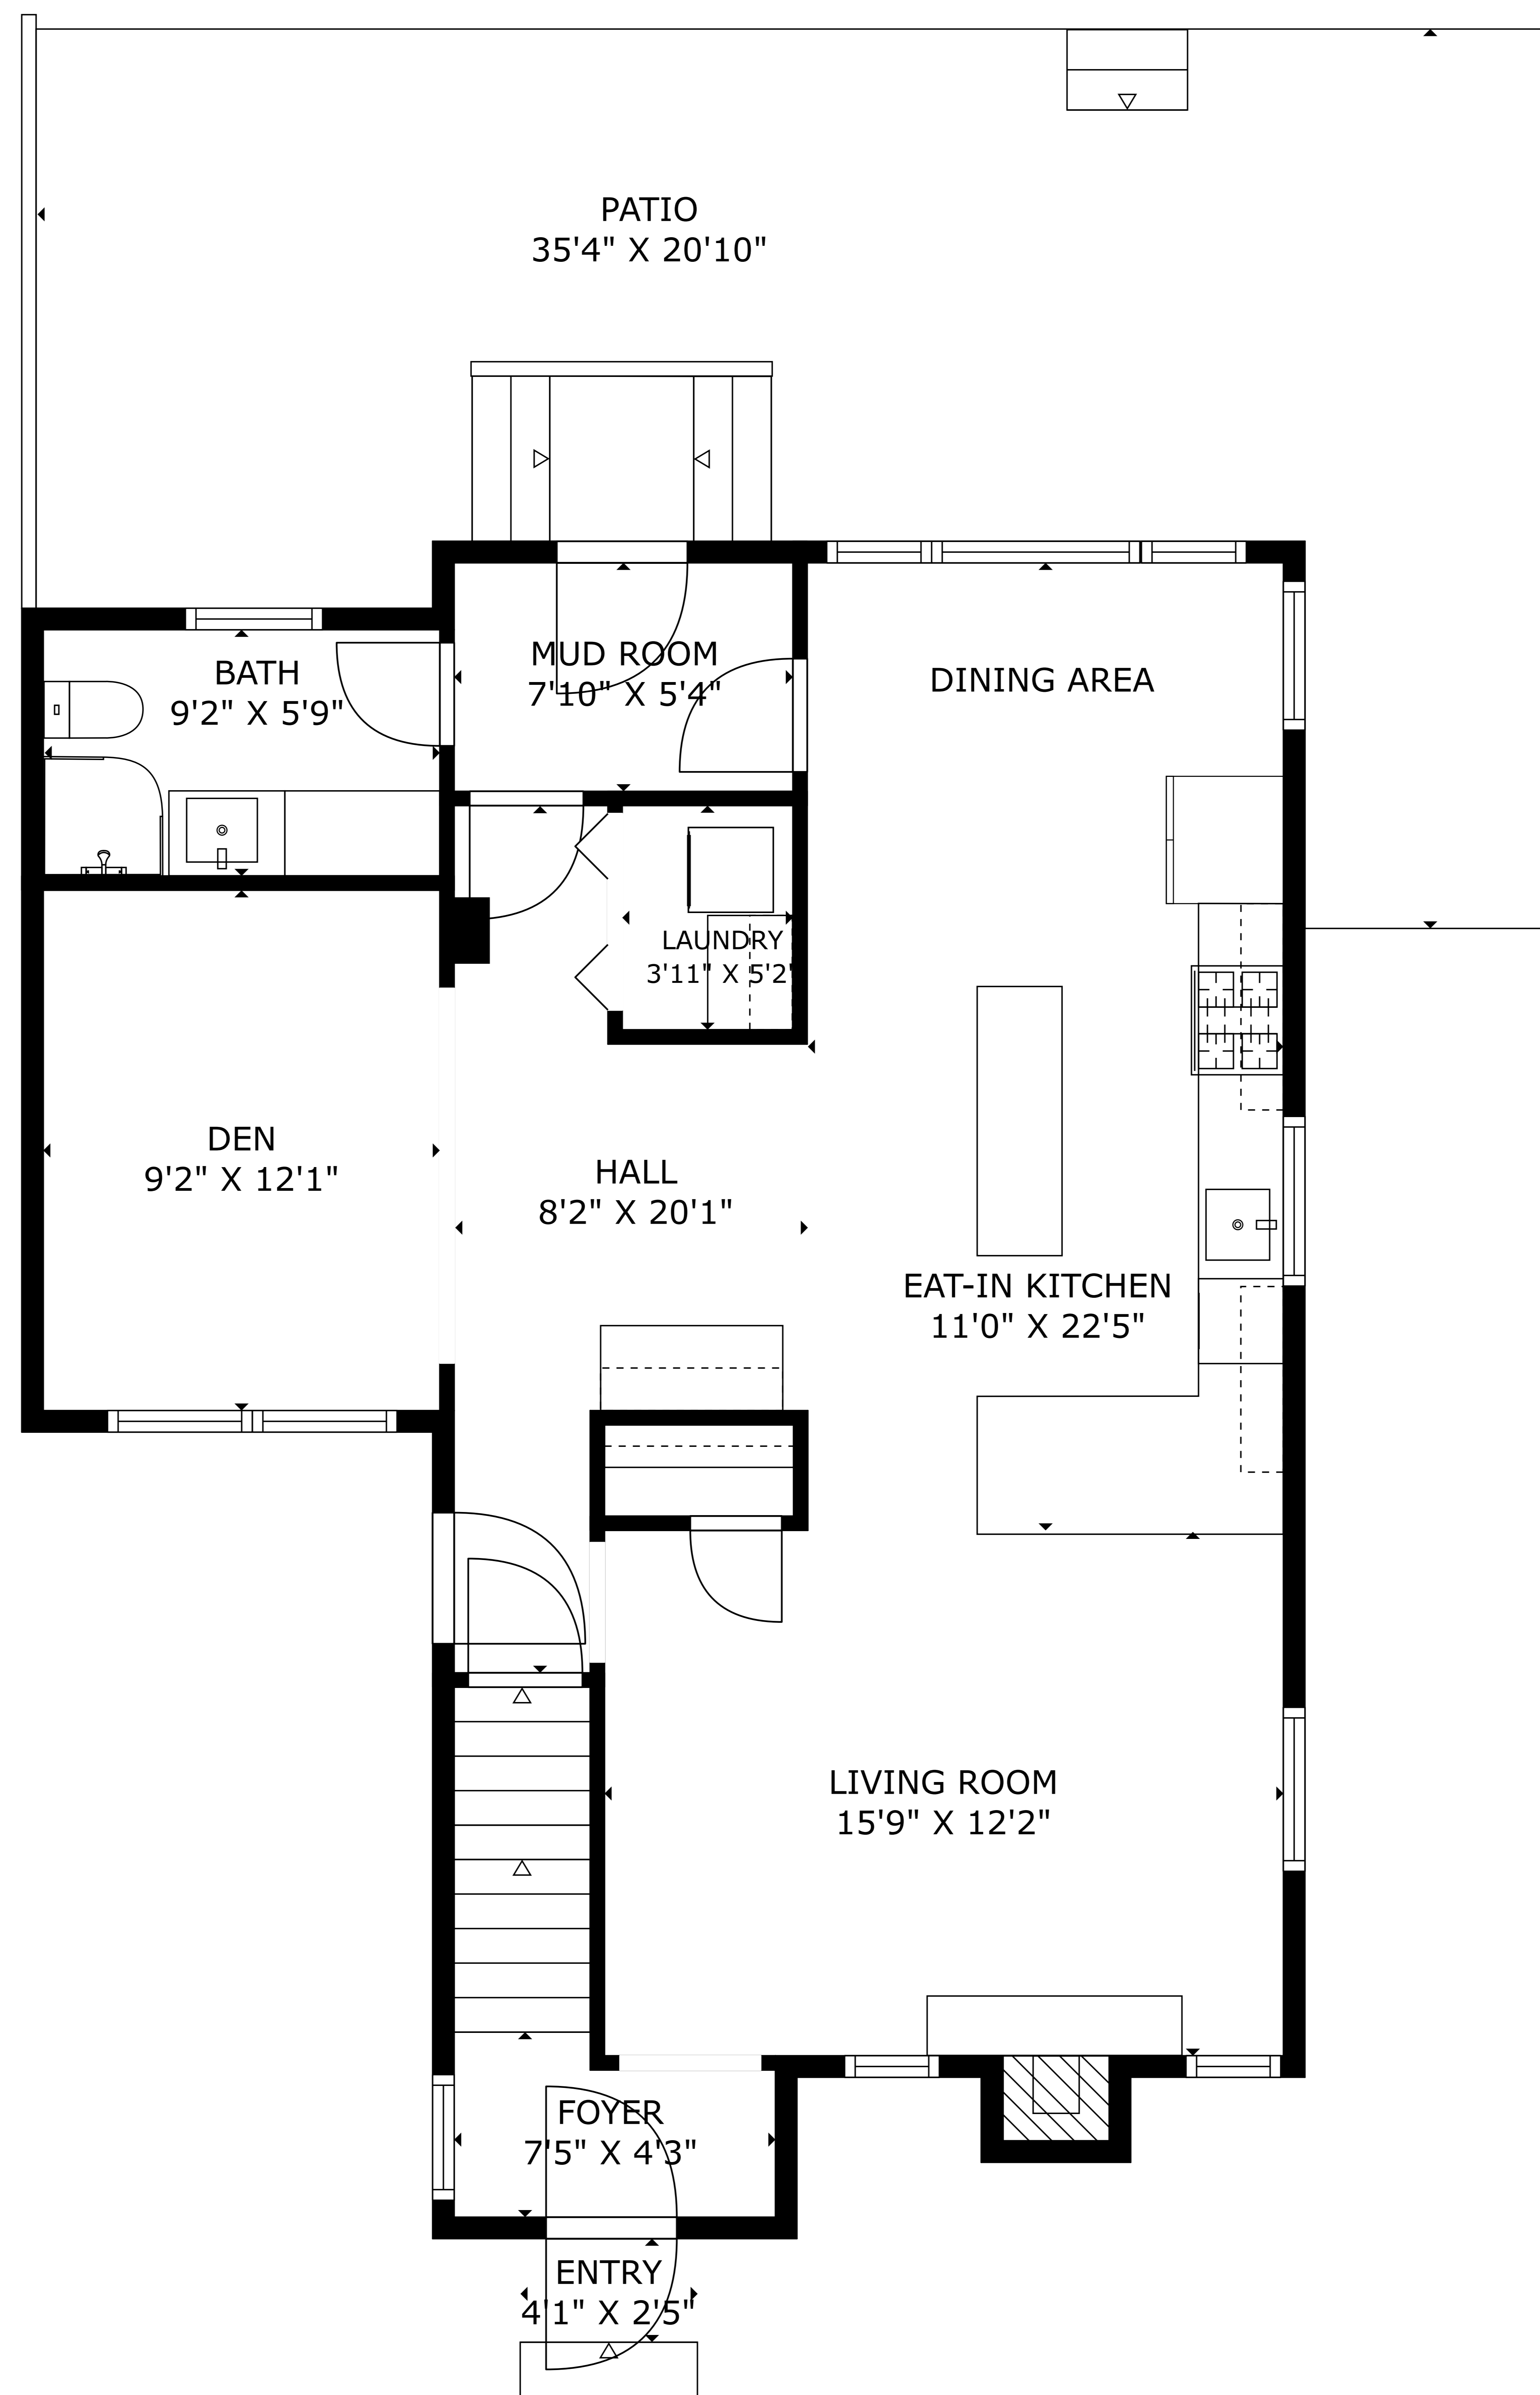 PATIO
35'4" X 20'10"
MUD ROOM
7'10" X 5'4"
BATH
9'2" X 5'9"
DINING AREA
LAUNDRY
3'11" X 5'2"
DEN
9'2" X 12'1"
HALL
8'2" X 20'1"
EAT-IN KITCHEN
11'0" X 22'5"
LIVING ROOM
15'9" X 12'2"
FOYER
7'5" X 4'3"
ENTRY
4'1" X 2'5"